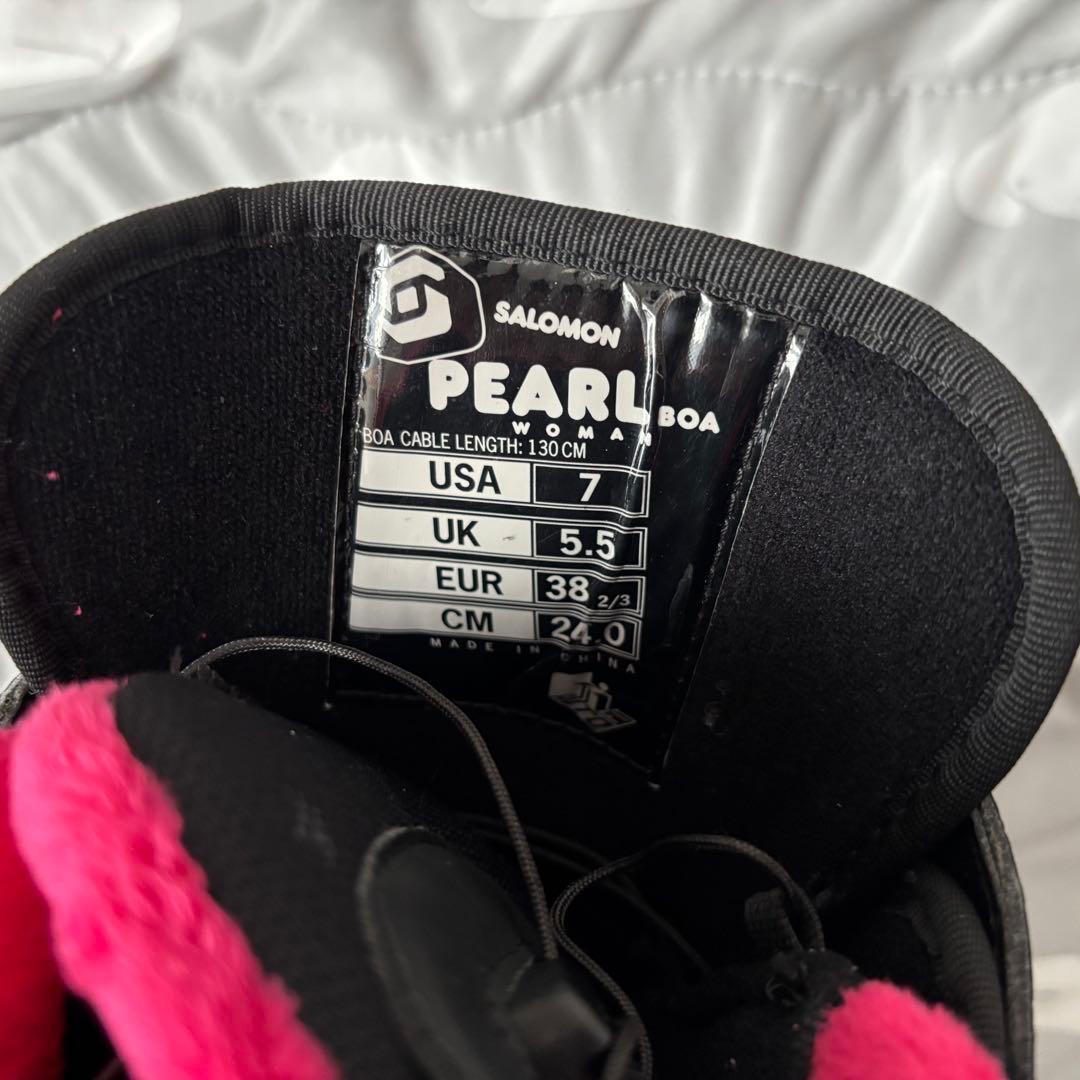 SALOMON
PEARL BOA
WOMAN
BOA CABLE LENGTH: 130 CM
USA 7
UK 5.5
EUR 38 2/3
CM 24.0
MADE IN CHINA